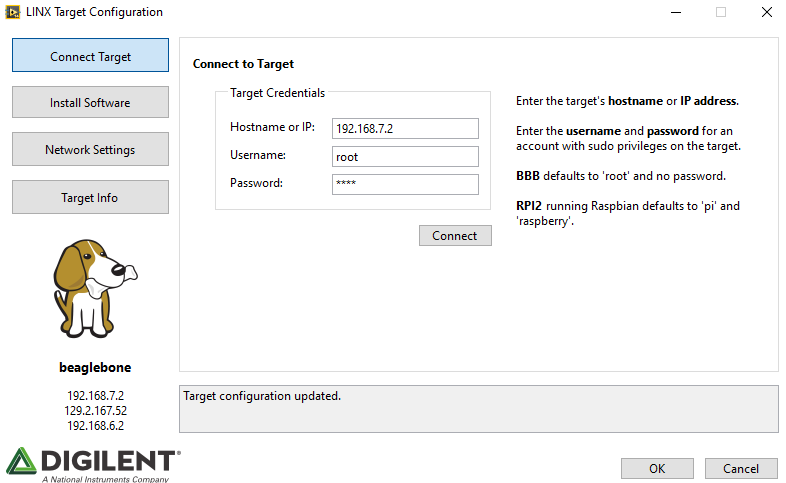 LINX Target Configuration
Connect Target
Install Software
Network Settings
Target Info
beaglebone
192.168.7.2
129.2.167.52
192.168.6.2
DIGILENT®
A National Instruments Company
Connect to Target
Target Credentials
Hostname or IP: 192.168.7.2
Username: root
Password: ****
Connect
Enter the target's hostname or IP address.
Enter the username and password for an
account with sudo privileges on the target.
BBB defaults to 'root' and no password.
RPI2 running Raspbian defaults to 'pi' and
'raspberry'.
Target configuration updated.
OK Cancel